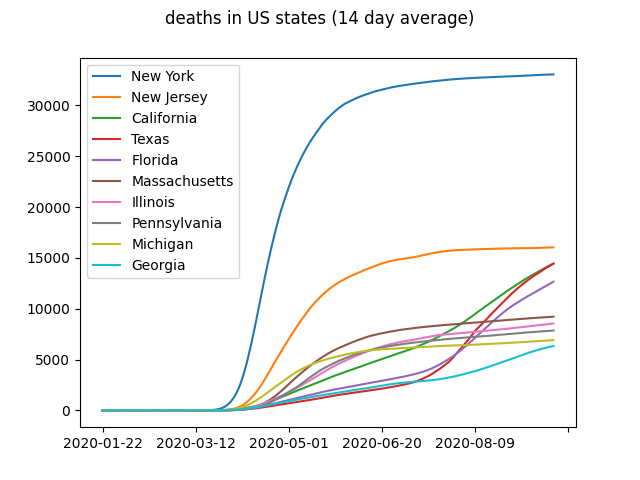 deaths in US states (14 day average)
New York
New Jersey
California
Texas
Florida
Massachusetts
Illinois
Pennsylvania
Michigan
Georgia
30000
25000
20000
15000
10000
5000
0
2020-01-22 2020-03-12 2020-05-01 2020-06-20 2020-08-09